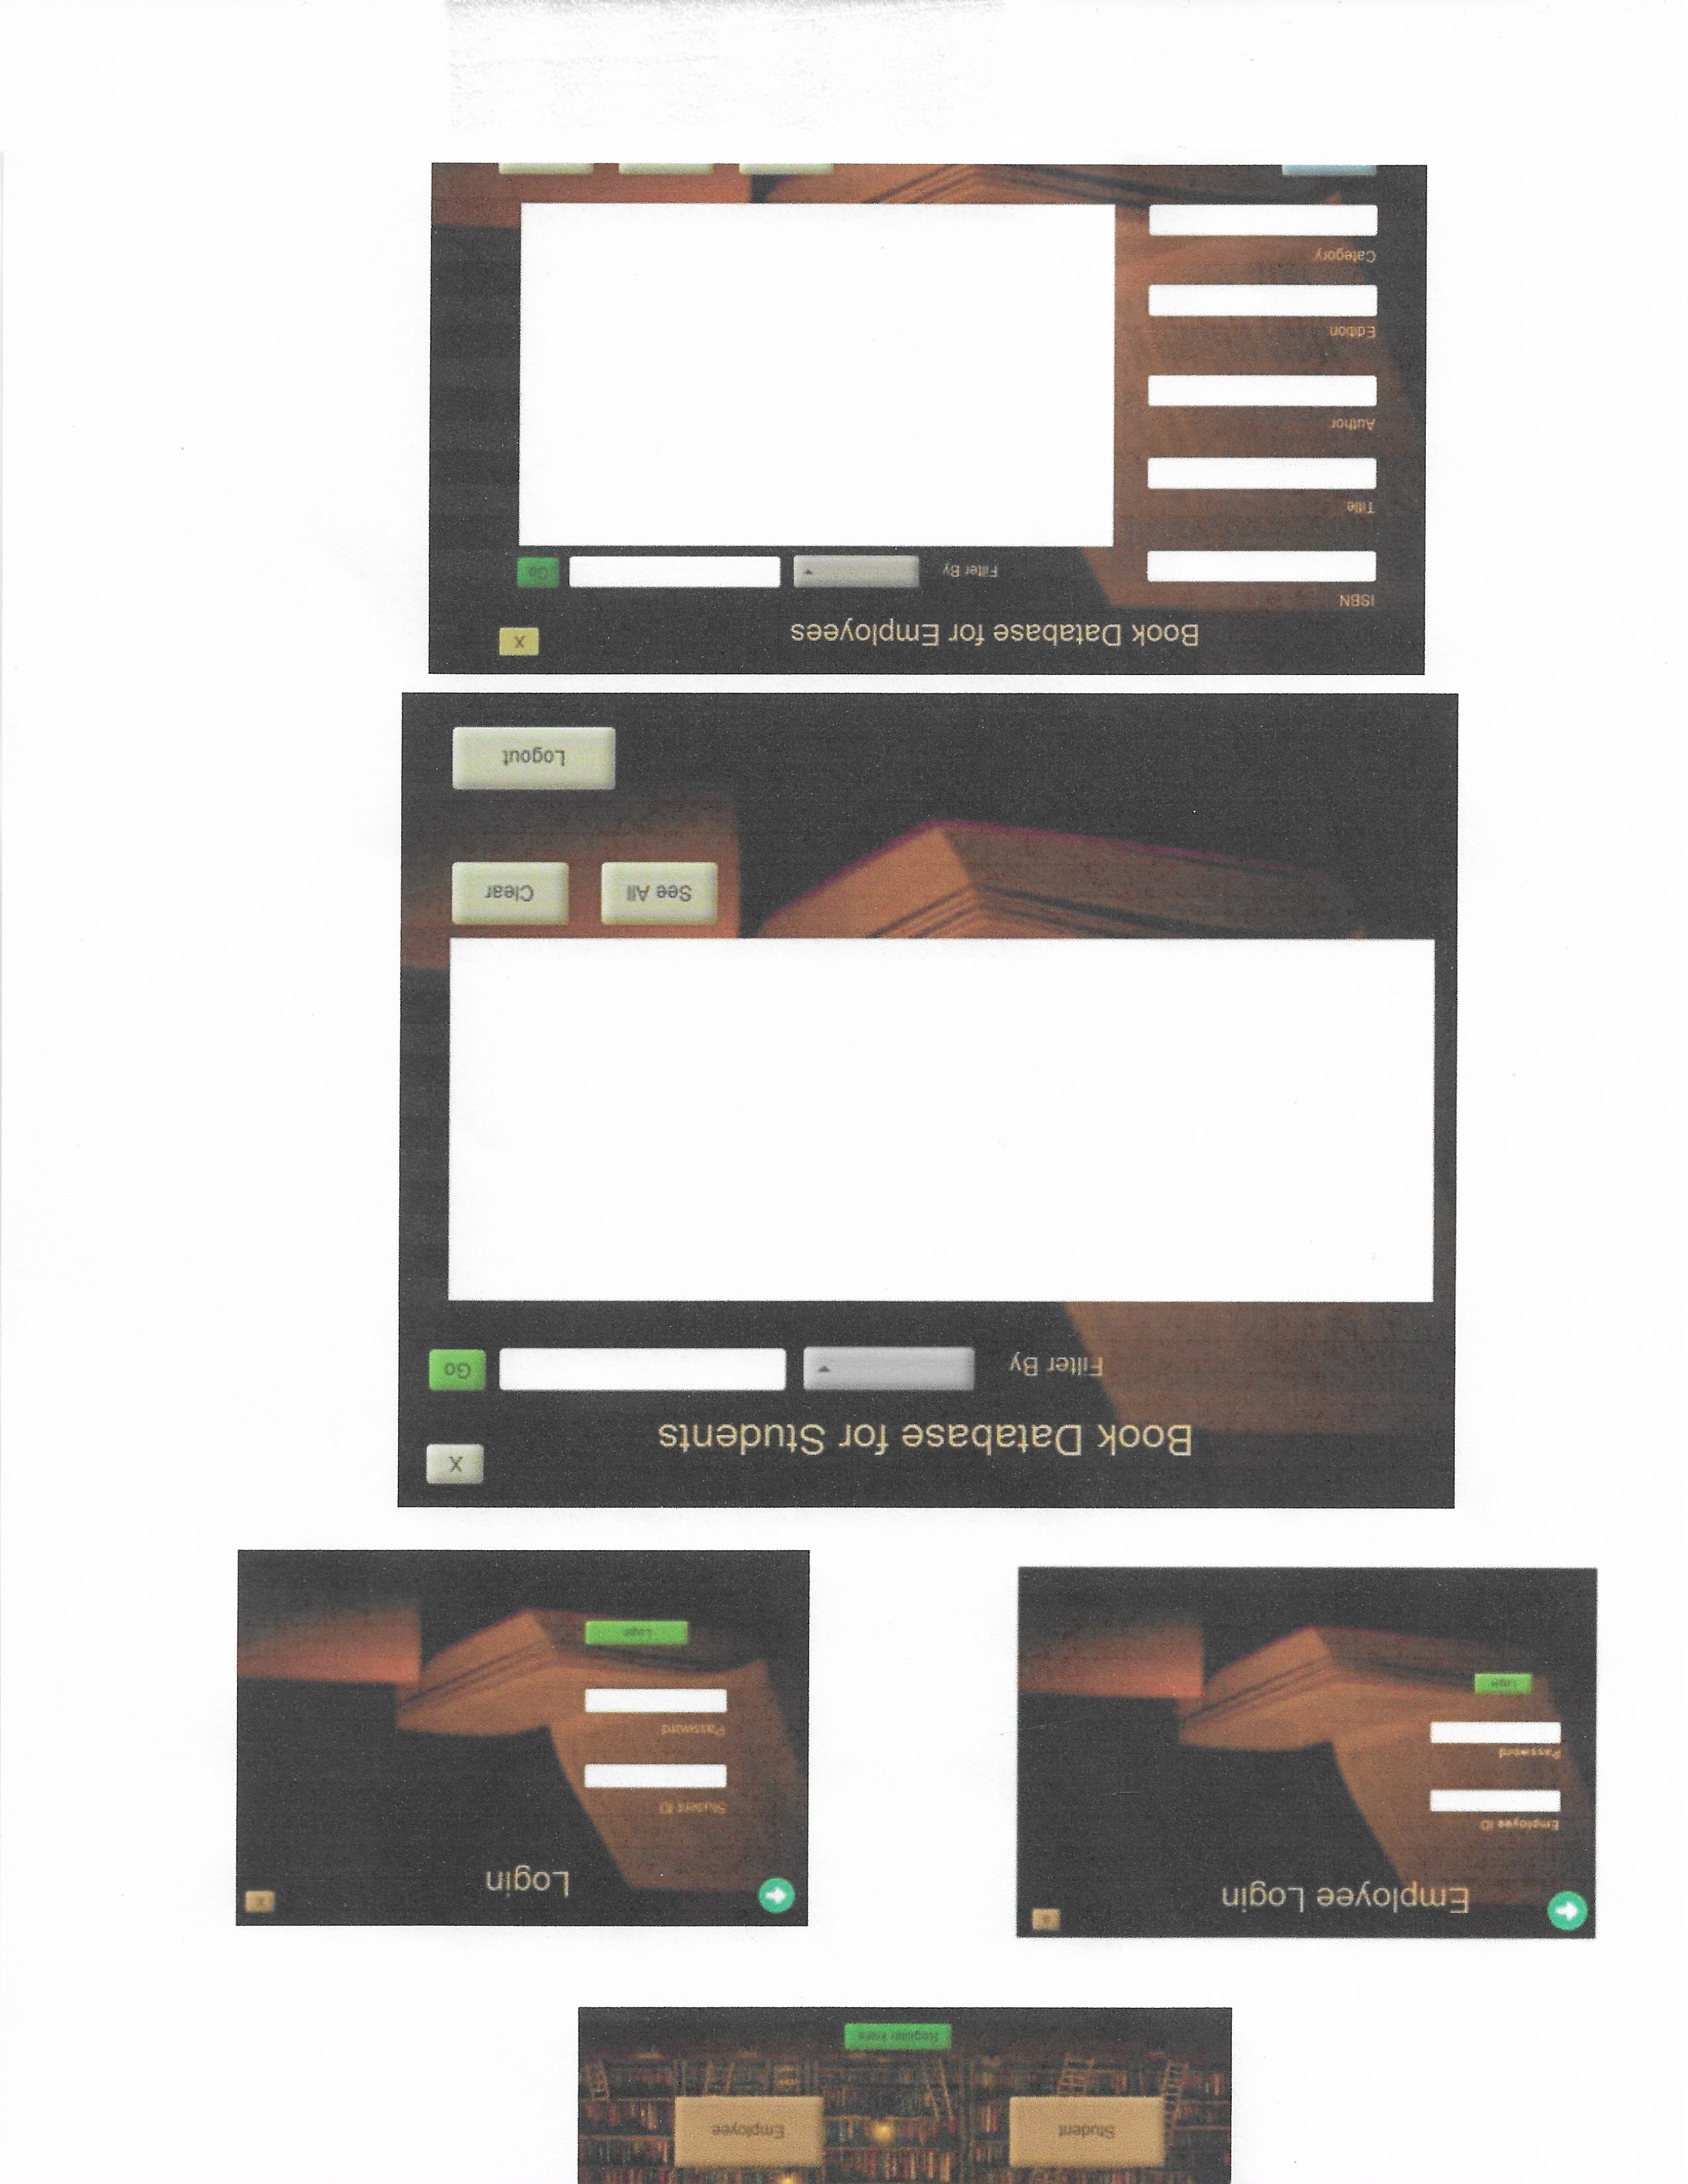 Student Employee
Register Here
Employee Login X
Employee ID
Password
Login
Login X
Student ID
Password
Login
X
Book Database for Students
Filter By Go
See All Clear
Logout
Book Database for Employees X
ISBN:
Filter By Go
Title:
Author:
Edition:
Category: